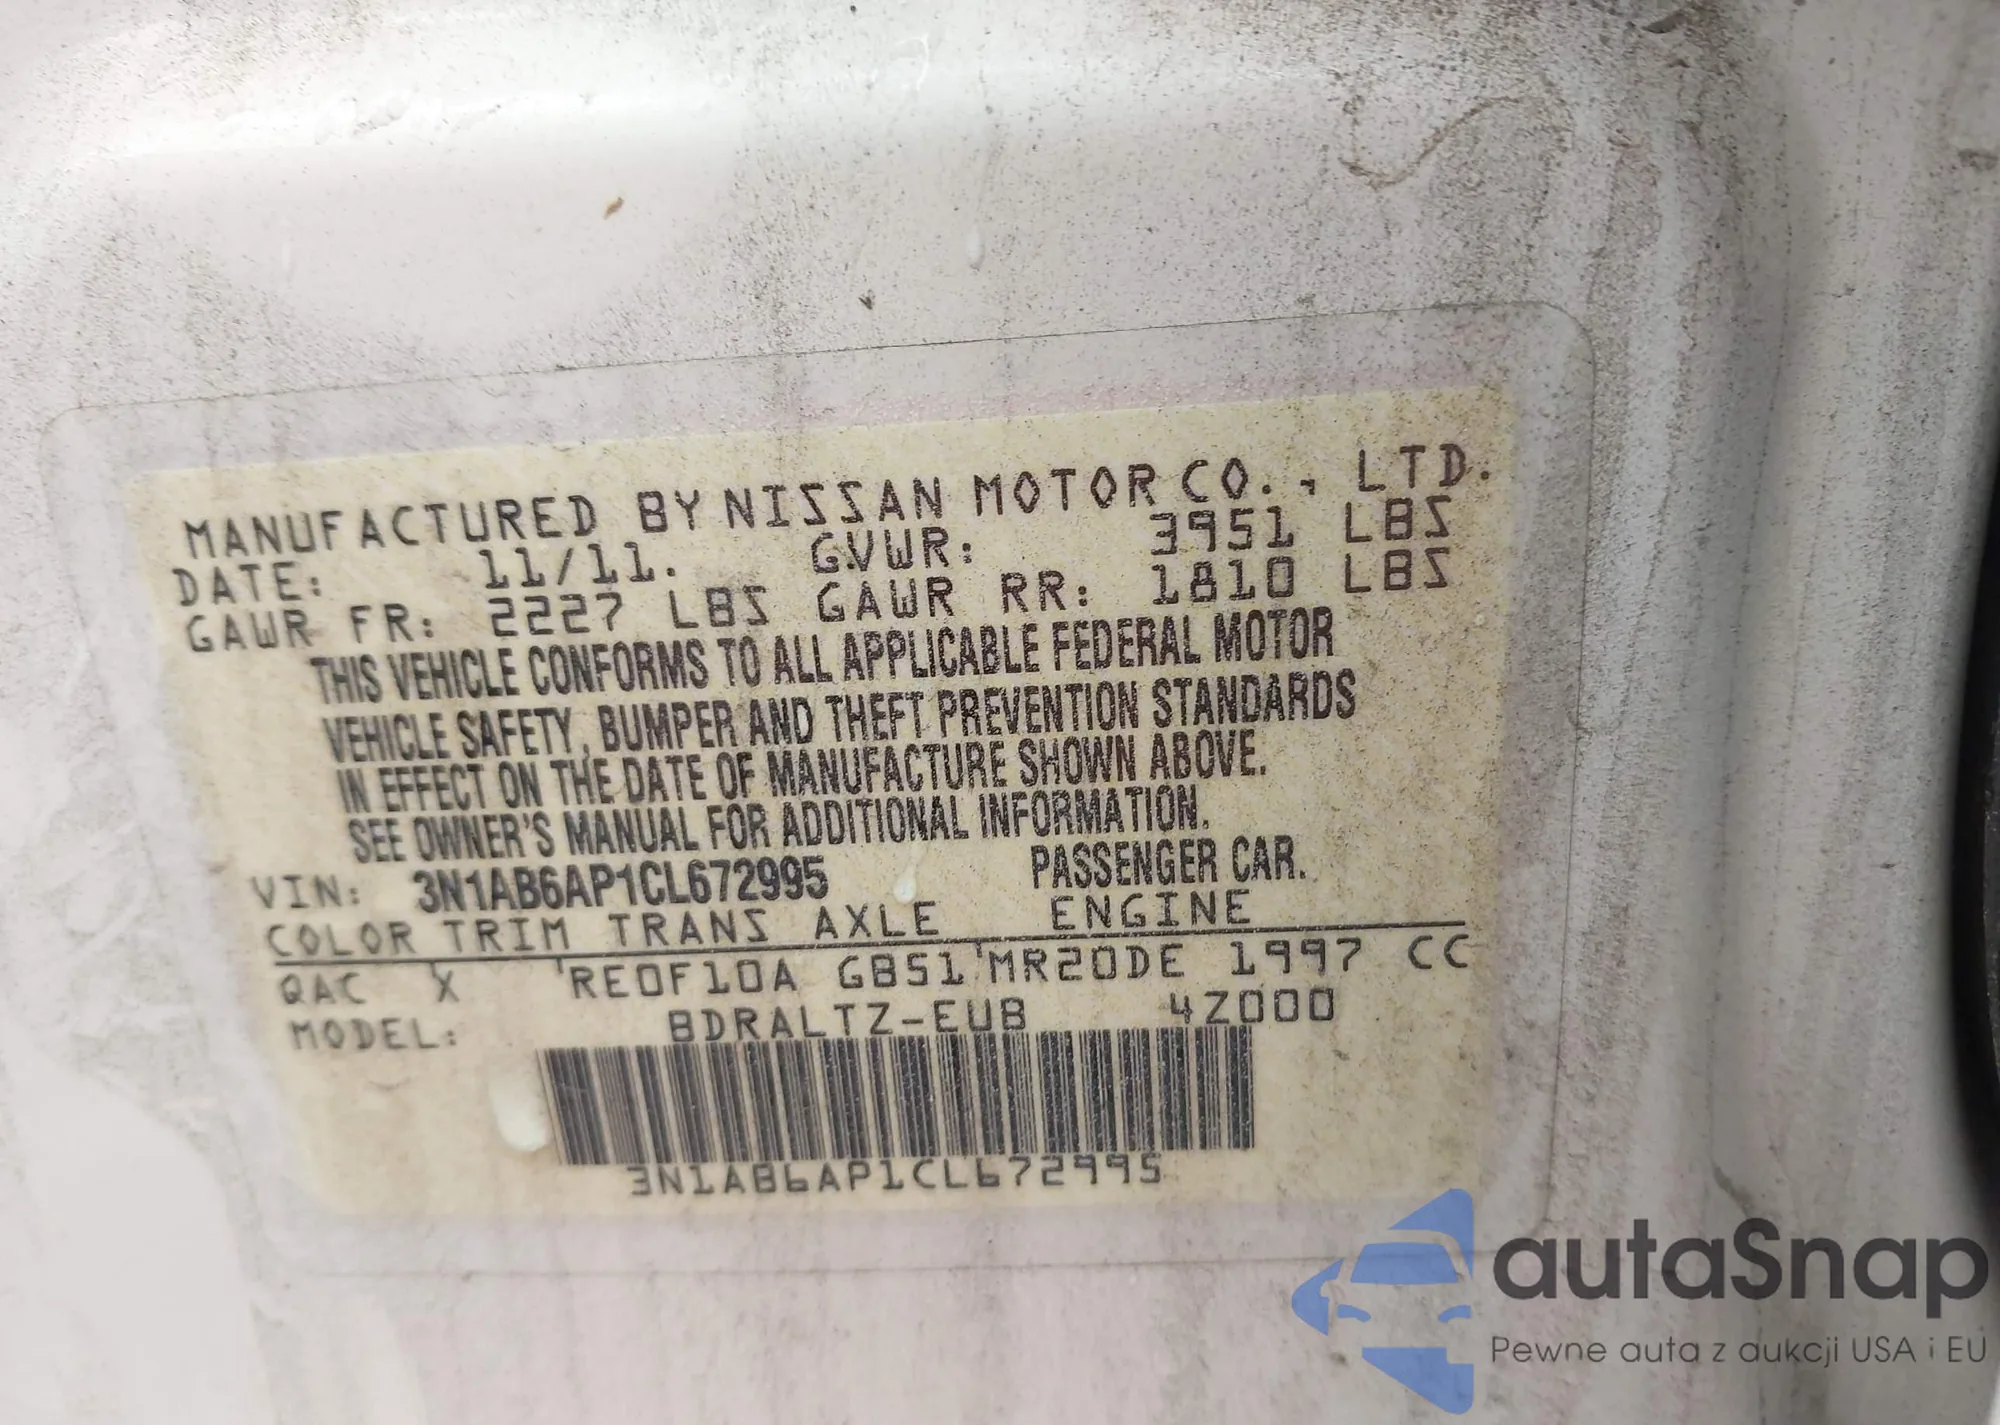 MANUFACTURED BY NISSAN MOTOR CO., LTD.
DATE: 11/11. GVWR: 3951 LBS
GAWR FR: 2227 LBS GAWR RR: 1810 LBS
THIS VEHICLE CONFORMS TO ALL APPLICABLE FEDERAL MOTOR
VEHICLE SAFETY, BUMPER AND THEFT PREVENTION STANDARDS
IN EFFECT ON THE DATE OF MANUFACTURE SHOWN ABOVE.
SEE OWNER'S MANUAL FOR ADDITIONAL INFORMATION.
VIN: 3N1AB6AP1CL672995 PASSENGER CAR.
COLOR TRIM TRANS AXLE ENGINE
QAC X RE0F10A GB51 MR20DE 1997 CC
MODEL: BDRALTZ-EUB 4Z000
3N1AB6AP1CL672995
autaSnap
Pewne auta z aukcji USA i EU